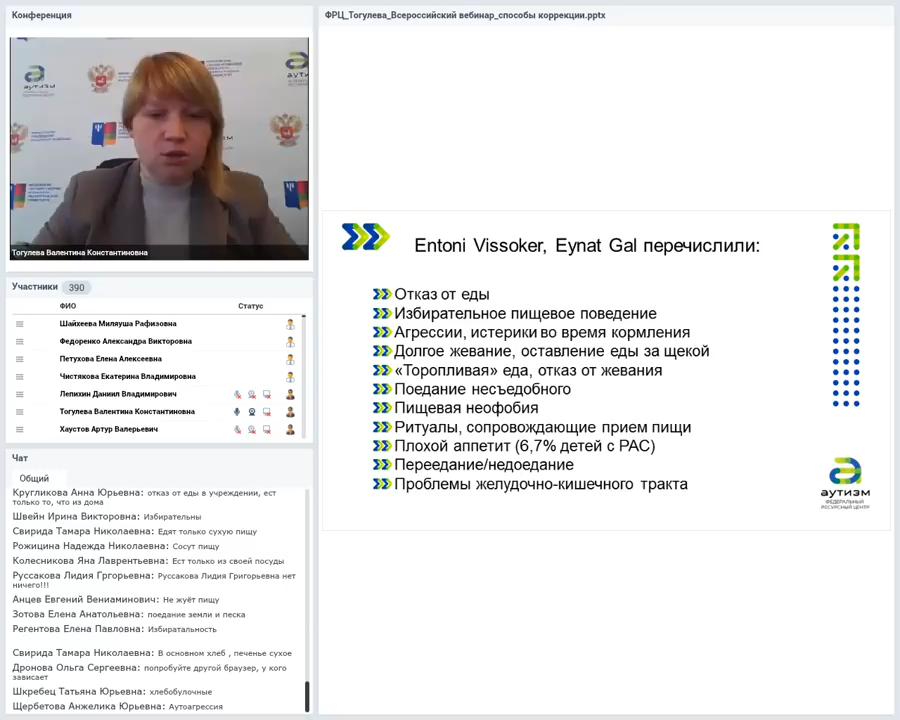 Конференция
ФРЦ_Тогулева_Всероссийский вебинар_способы коррекции.pptx
аутизм
Тогулева Валентина Константиновна
Участники 390
ФИО Статус
Шайхеева Миляуша Рафизовна
Федоренко Александра Викторовна
Петухова Елена Алексеевна
Чистякова Екатерина Владимировна
Лепихин Даниил Владимирович
Тогулева Валентина Константиновна
Хаустов Артур Валерьевич
Чат
Общий
Кругликова Анна Юрьевна: отказ от еды в учреждении, ест
только то, что из дома
Швейн Ирина Викторовна: Избирательны
Свирида Тамара Николаевна: Едят только сухую пищу
Рожицина Надежда Николаевна: Сосут пищу
Колесникова Яна Лаврентьевна: Ест только из своей посуды
Руссакова Лидия Гргорьевна: Руссакова Лидия Григорьевна нет
ничего!!!
Анцев Евгений Вениаминович: Не жуёт пищу
Зотова Елена Анатольевна: поедание земли и песка
Регентова Елена Павловна: Избиратальность
Свирида Тамара Николаевна: В основном хлеб , печенье сухое
Дронова Ольга Сергеевна: попробуйте другой браузер, у кого
зависает
Шкребец Татьяна Юрьевна: хлебобулочные
Щербетова Анжелика Юрьевна: Аутоагрессия
Entoni Vissoker, Eynat Gal перечислили:
Отказ от еды
Избирательное пищевое поведение
Агрессии, истерики во время кормления
Долгое жевание, оставление еды за щекой
«Торопливая» еда, отказ от жевания
Поедание несъедобного
Пищевая неофобия
Ритуалы, сопровождающие прием пищи
Плохой аппетит (6,7% детей с РАС)
Переедание/недоедание
Проблемы желудочно-кишечного тракта
аутизм
ФЕДЕРАЛЬНЫЙ
РЕСУРСНЫЙ ЦЕНТР